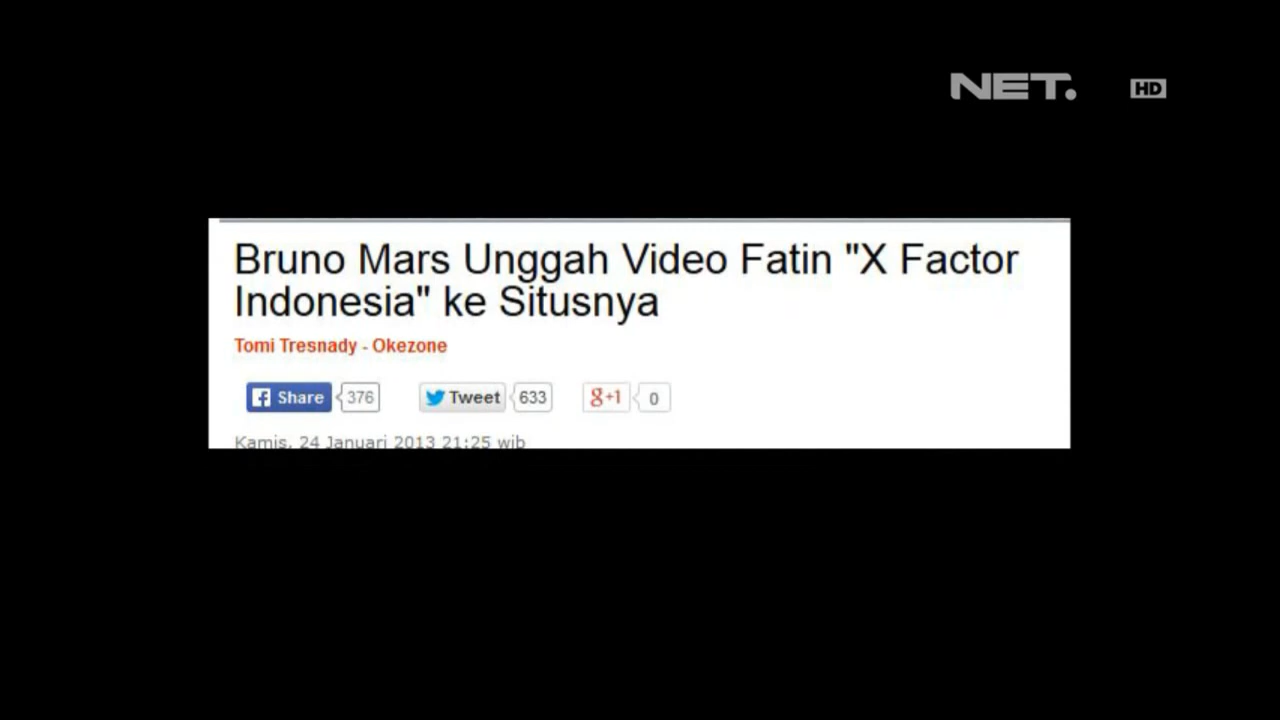 NET. HD
Bruno Mars Unggah Video Fatin "X Factor
Indonesia" ke Situsnya
Tomi Tresnady - Okezone
Share 376 Tweet 633 g+1 0
Kamis, 24 Januari 2013 21:25 wib